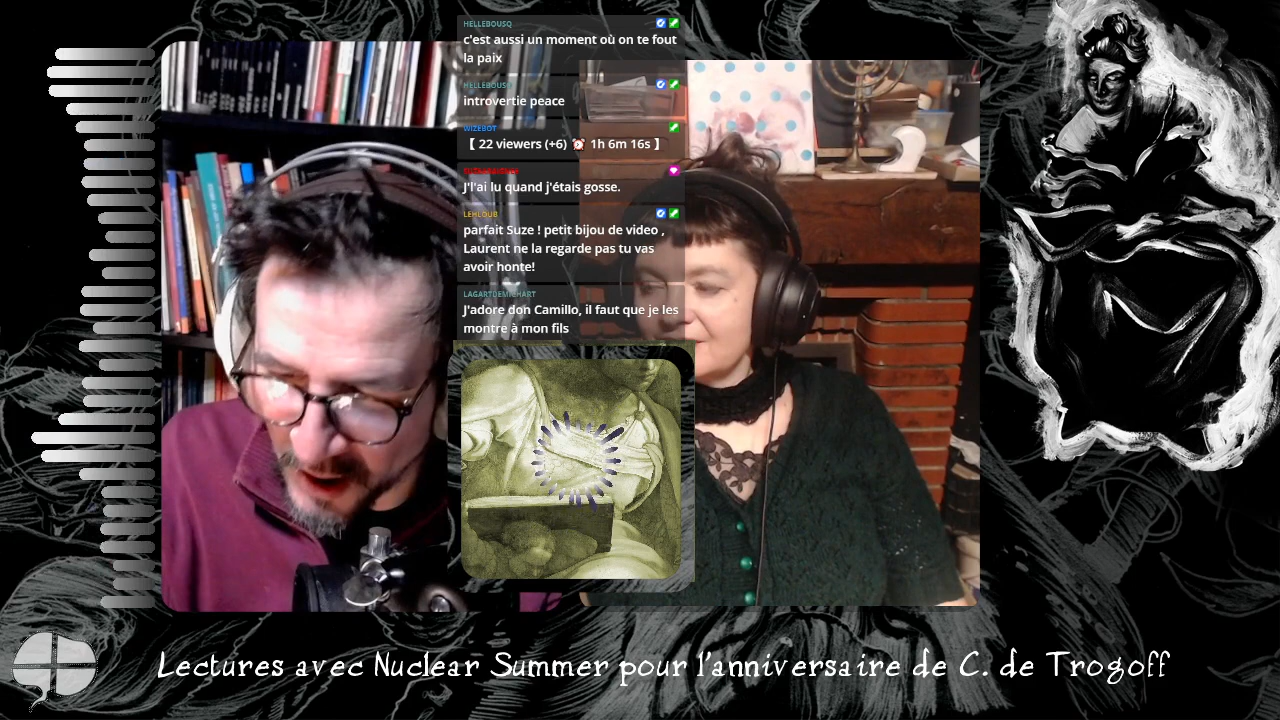 HELLEBOUSQ
c'est aussi un moment où on te fout
la paix
introvertie peace
WIZEBOT
【 22 viewers (+6) ⏰ 1h 6m 16s 】
J'l'ai lu quand j'étais gosse.
LEHLOUB
parfait Suze ! petit bijou de video ,
Laurent ne la regarde pas tu vas
avoir honte!
J'adore don Camillo, il faut que je les
montre à mon fils
Lectures avec Nuclear Summer pour l'anniversaire de C. de Trogoff